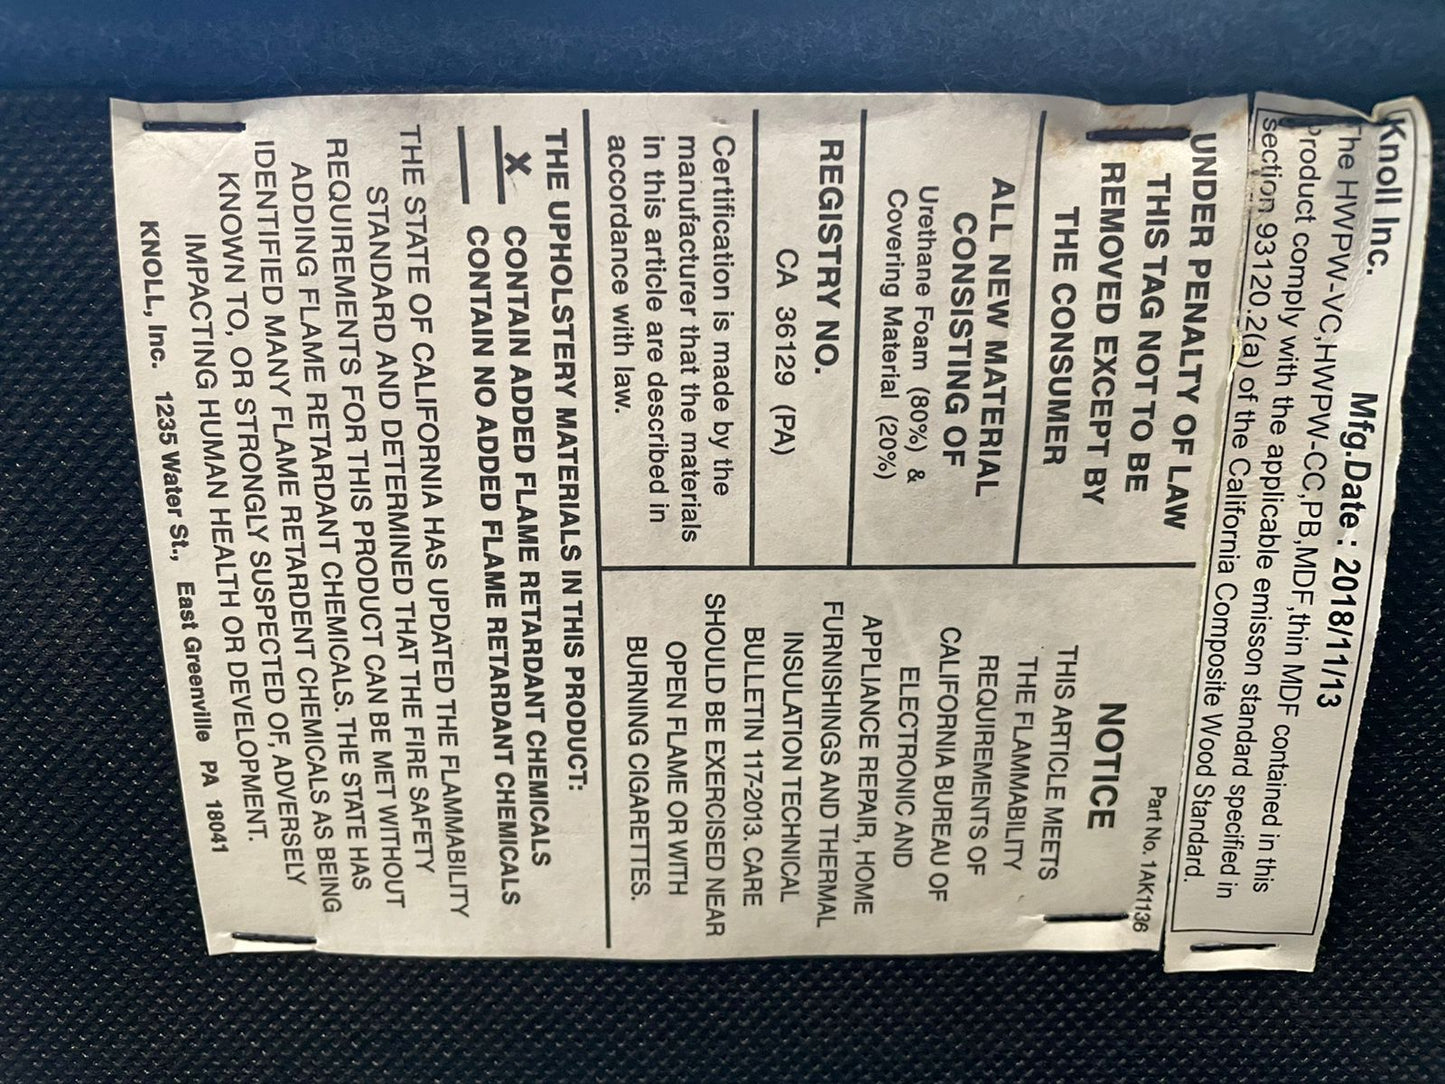 Knoll Inc.
Mfg.Date : 2018/11/13
The HWPW-VC,HWPW-CC,PB,MDF,thin MDF contained in this
Product comply with the applicable emisson standard specified in
section 93120.2(a) of the California Composite Wood Standard.
Part No. 1AK1136
UNDER PENALTY OF LAW
THIS TAG NOT TO BE
REMOVED EXCEPT BY
THE CONSUMER
ALL NEW MATERIAL
CONSISTING OF
Urethane Foam (80%) &
Covering Material (20%)
REGISTRY NO.
CA 36129 (PA)
Certification is made by the
manufacturer that the materials
in this article are described in
accordance with law.
NOTICE
THIS ARTICLE MEETS
THE FLAMMABILITY
REQUIREMENTS OF
CALIFORNIA BUREAU OF
ELECTRONIC AND
APPLIANCE REPAIR, HOME
FURNISHINGS AND THERMAL
INSULATION TECHNICAL
BULLETIN 117-2013. CARE
SHOULD BE EXERCISED NEAR
OPEN FLAME OR WITH
BURNING CIGARETTES.
THE UPHOLSTERY MATERIALS IN THIS PRODUCT:
X CONTAIN ADDED FLAME RETARDANT CHEMICALS
CONTAIN NO ADDED FLAME RETARDANT CHEMICALS
THE STATE OF CALIFORNIA HAS UPDATED THE FLAMMABILITY
STANDARD AND DETERMINED THAT THE FIRE SAFETY
REQUIREMENTS FOR THIS PRODUCT CAN BE MET WITHOUT
ADDING FLAME RETARDANT CHEMICALS. THE STATE HAS
IDENTIFIED MANY FLAME RETARDENT CHEMICALS AS BEING
KNOWN TO, OR STRONGLY SUSPECTED OF, ADVERSELY
IMPACTING HUMAN HEALTH OR DEVELOPMENT.
KNOLL, Inc. 1235 Water St., East Greenville PA 18041